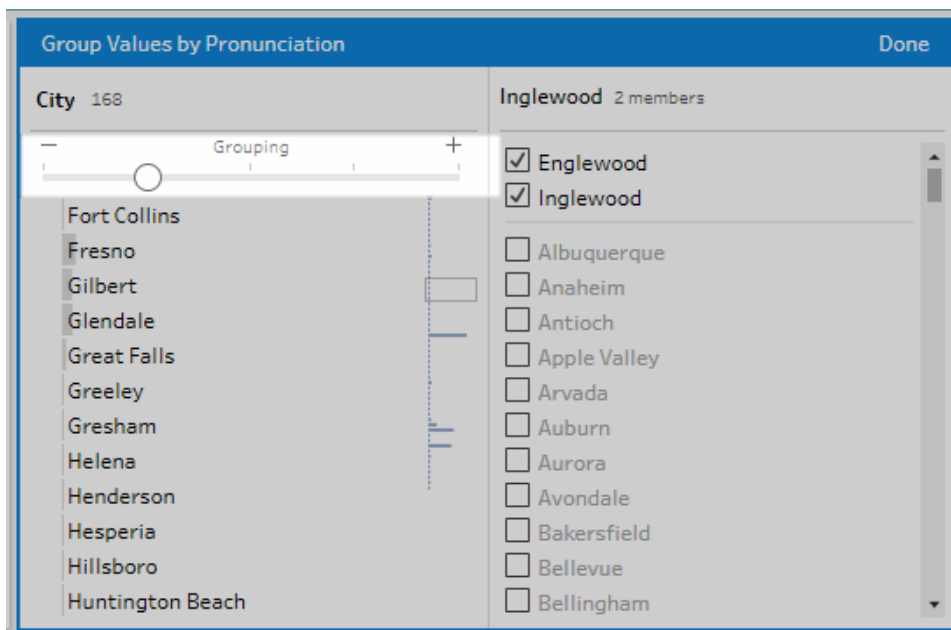 Group Values by Pronunciation Done
City 168
− Grouping +
Fort Collins
Fresno
Gilbert
Glendale
Great Falls
Greeley
Gresham
Helena
Henderson
Hesperia
Hillsboro
Huntington Beach
Inglewood 2 members
Englewood
Inglewood
Albuquerque
Anaheim
Antioch
Apple Valley
Arvada
Auburn
Aurora
Avondale
Bakersfield
Bellevue
Bellingham